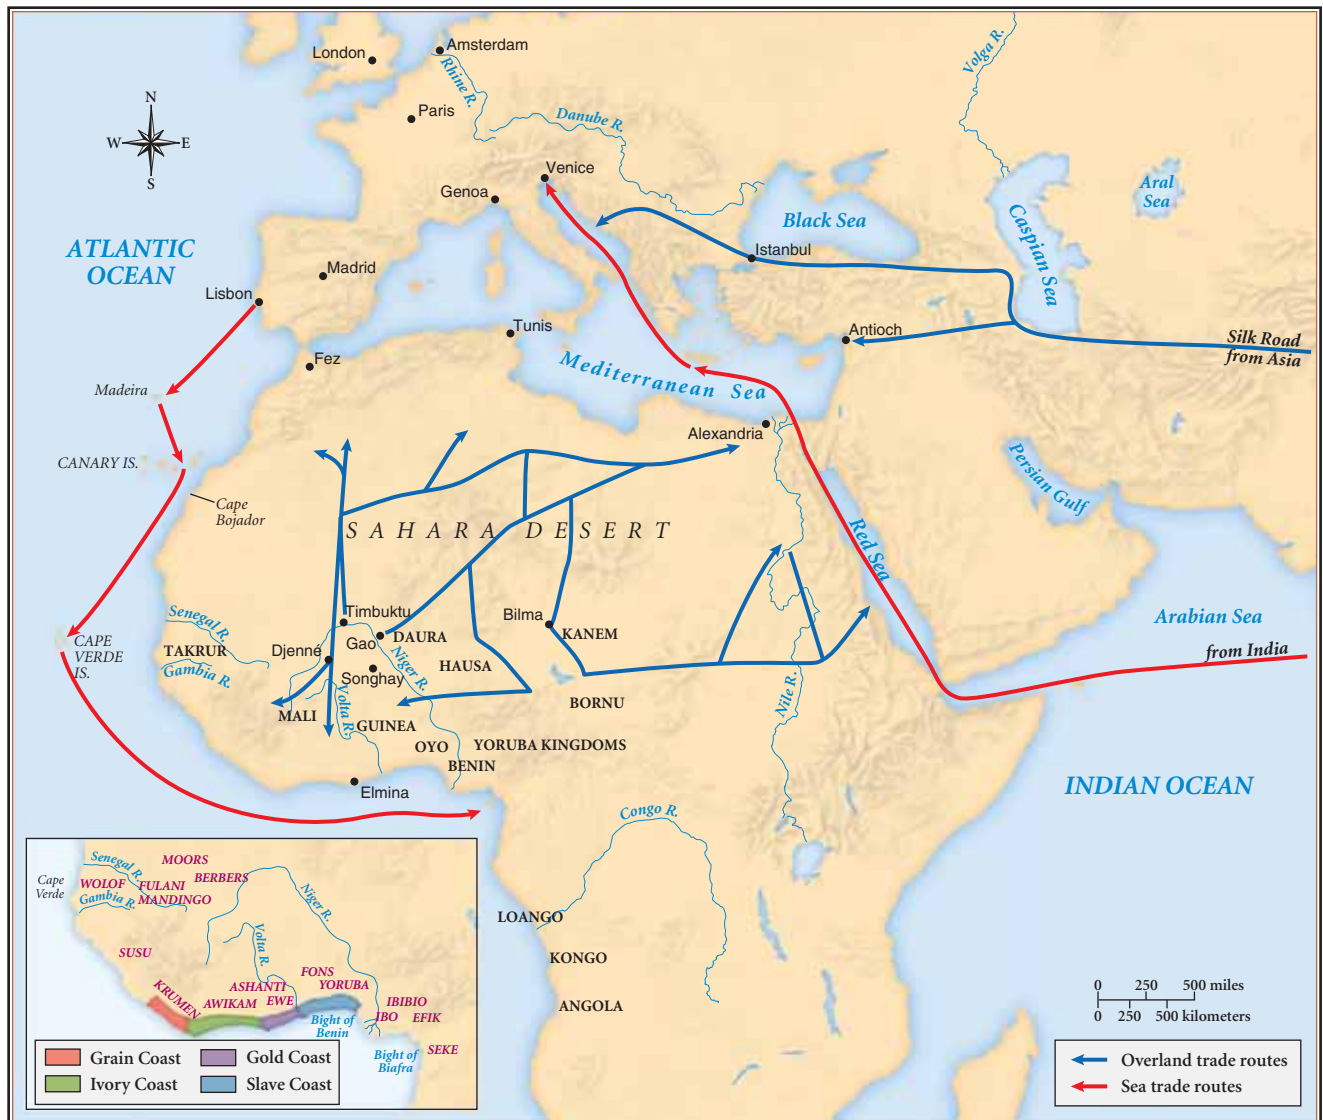 London
Amsterdam
Rhine R.
Paris
Danube R.
Volga R.
N
W
E
S
Venice
Genoa
Black Sea
Caspian Sea
Aral
Sea
ATLANTIC
OCEAN
Madrid
Istanbul
Lisbon
Tunis
Antioch
Silk Road
from Asia
Fez
Mediterranean Sea
Madeira
Alexandria
CANARY IS.
Persian Gulf
Cape
Bojador
SAHARA DESERT
Red Sea
Senegal R.
Timbuktu
Bilma
Arabian Sea
CAPE
VERDE
IS.
TAKRUR
Gao
DAURA
KANEM
Djenné
Niger R.
HAUSA
from India
Gambia R.
Songhay
Nile R.
MALI
Volta R.
GUINEA
BORNU
OYO
YORUBA KINGDOMS
BENIN
Elmina
INDIAN OCEAN
Congo R.
LOANGO
KONGO
ANGOLA
Senegal R.
MOORS
Cape
Verde
WOLOF
FULANI
BERBERS
Gambia R.
MANDINGO
Niger R.
Volta R.
SUSU
FONS
KRUMEN
ASHANTI
YORUBA
AWIKAM
EWE
IBIBIO
IBO
EFIK
Bight of
Benin
SEKE
Bight of
Biafra
Grain Coast
Gold Coast
Ivory Coast
Slave Coast
0 250 500 miles
0 250 500 kilometers
Overland trade routes
Sea trade routes